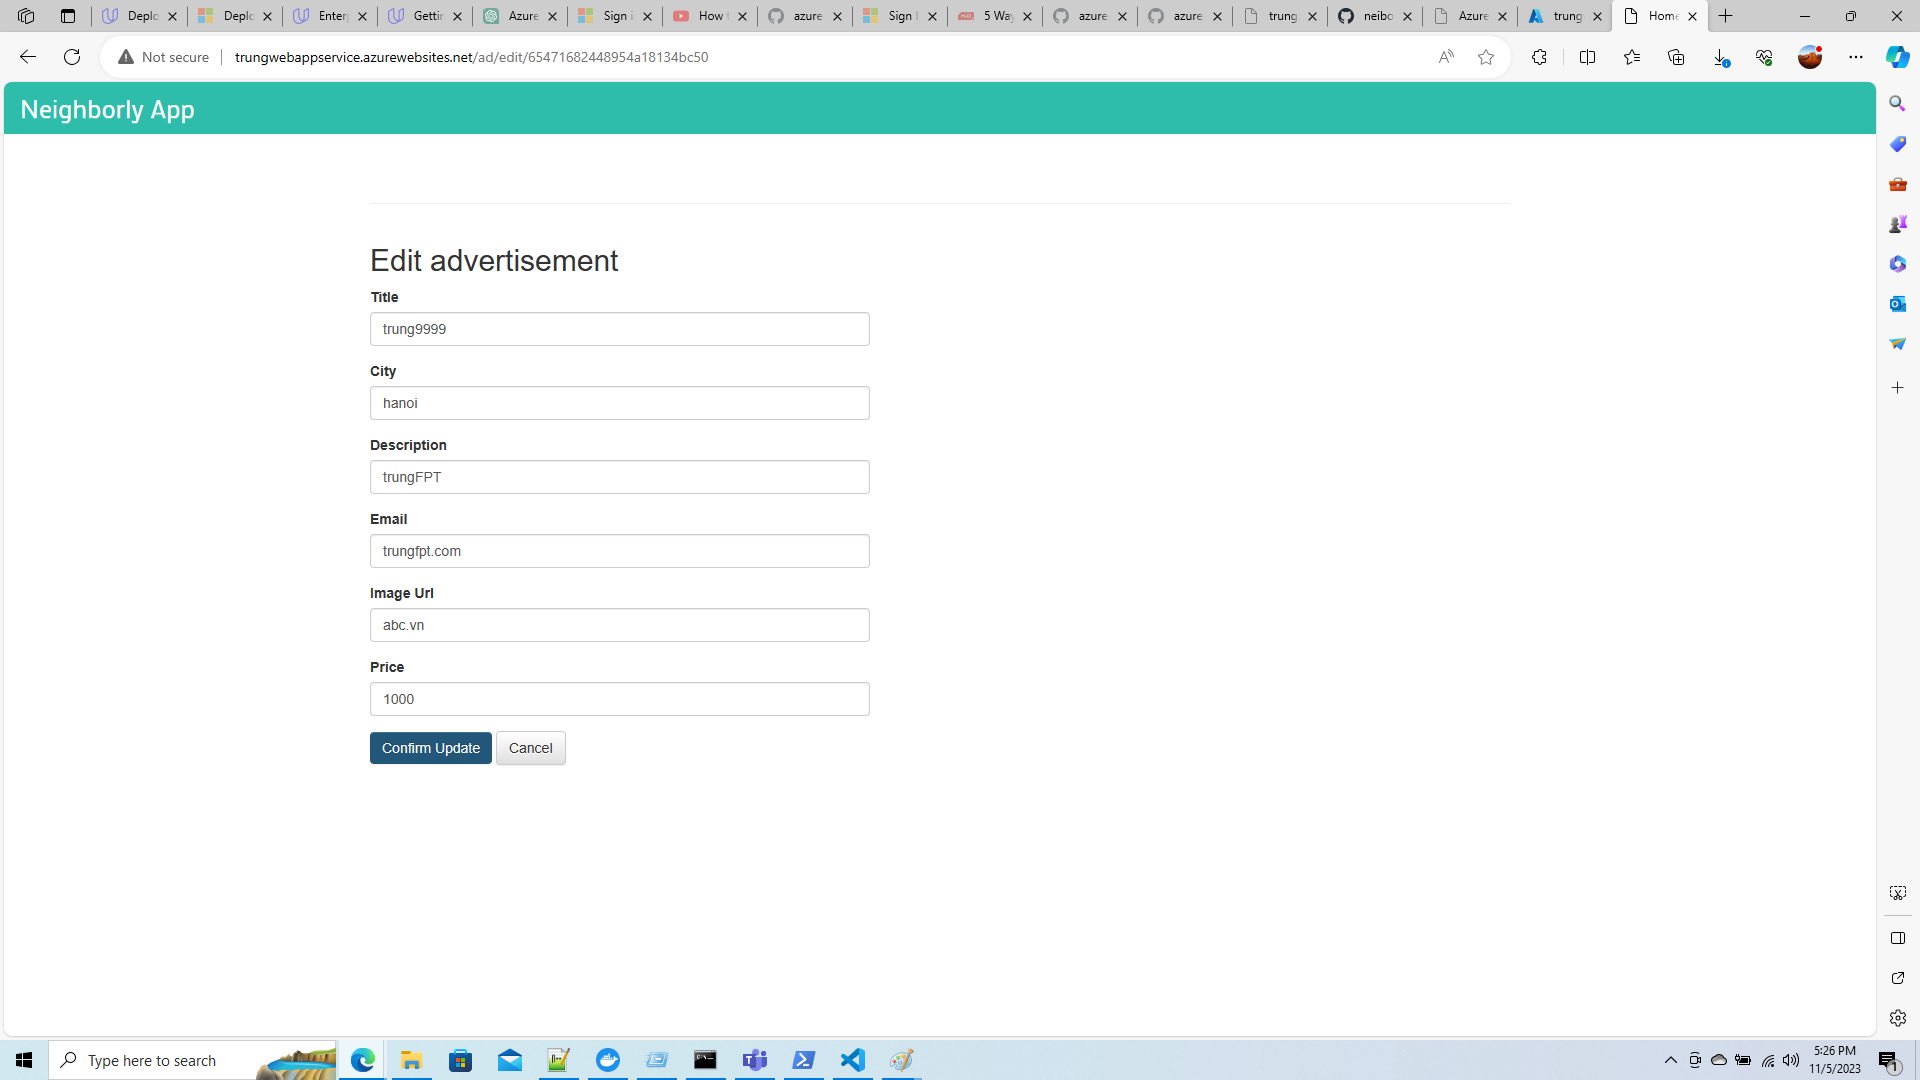 Deplo
Deplo
Enter
Gettin
Azure
Sign i
How t
azure
Sign I
5 Way
azure
azure
trung
neibo
Azure
trung
Home
Not secure
trungwebappservice.azurewebsites.net/ad/edit/65471682448954a18134bc50
Neighborly App
Edit advertisement
Title
trung9999
City
hanoi
Description
trungFPT
Email
trungfpt.com
Image Url
abc.vn
Price
1000
Confirm Update Cancel
Type here to search
5:26 PM
11/5/2023
1